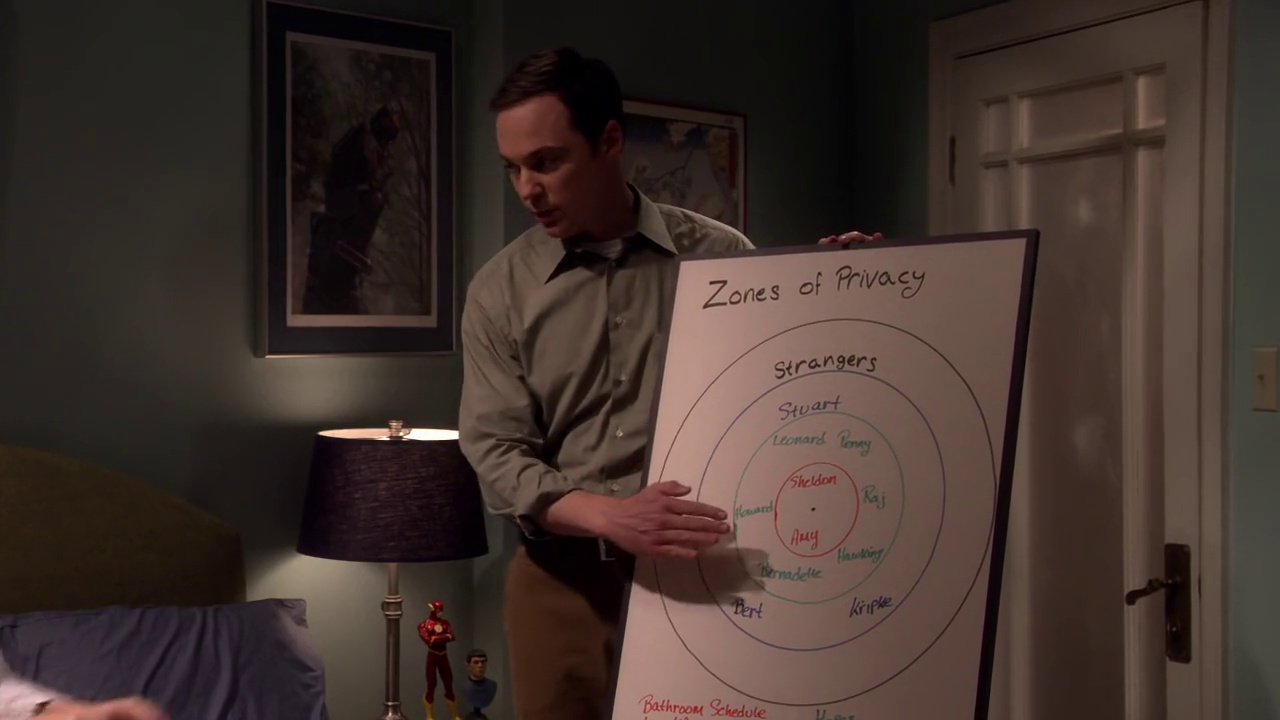 Zones of Privacy
Strangers
Stuart
Leonard Penny
Sheldon
Raj
Howard
Amy
Hawking
Bernadette
Bert
Kripke
Bathroom Schedule